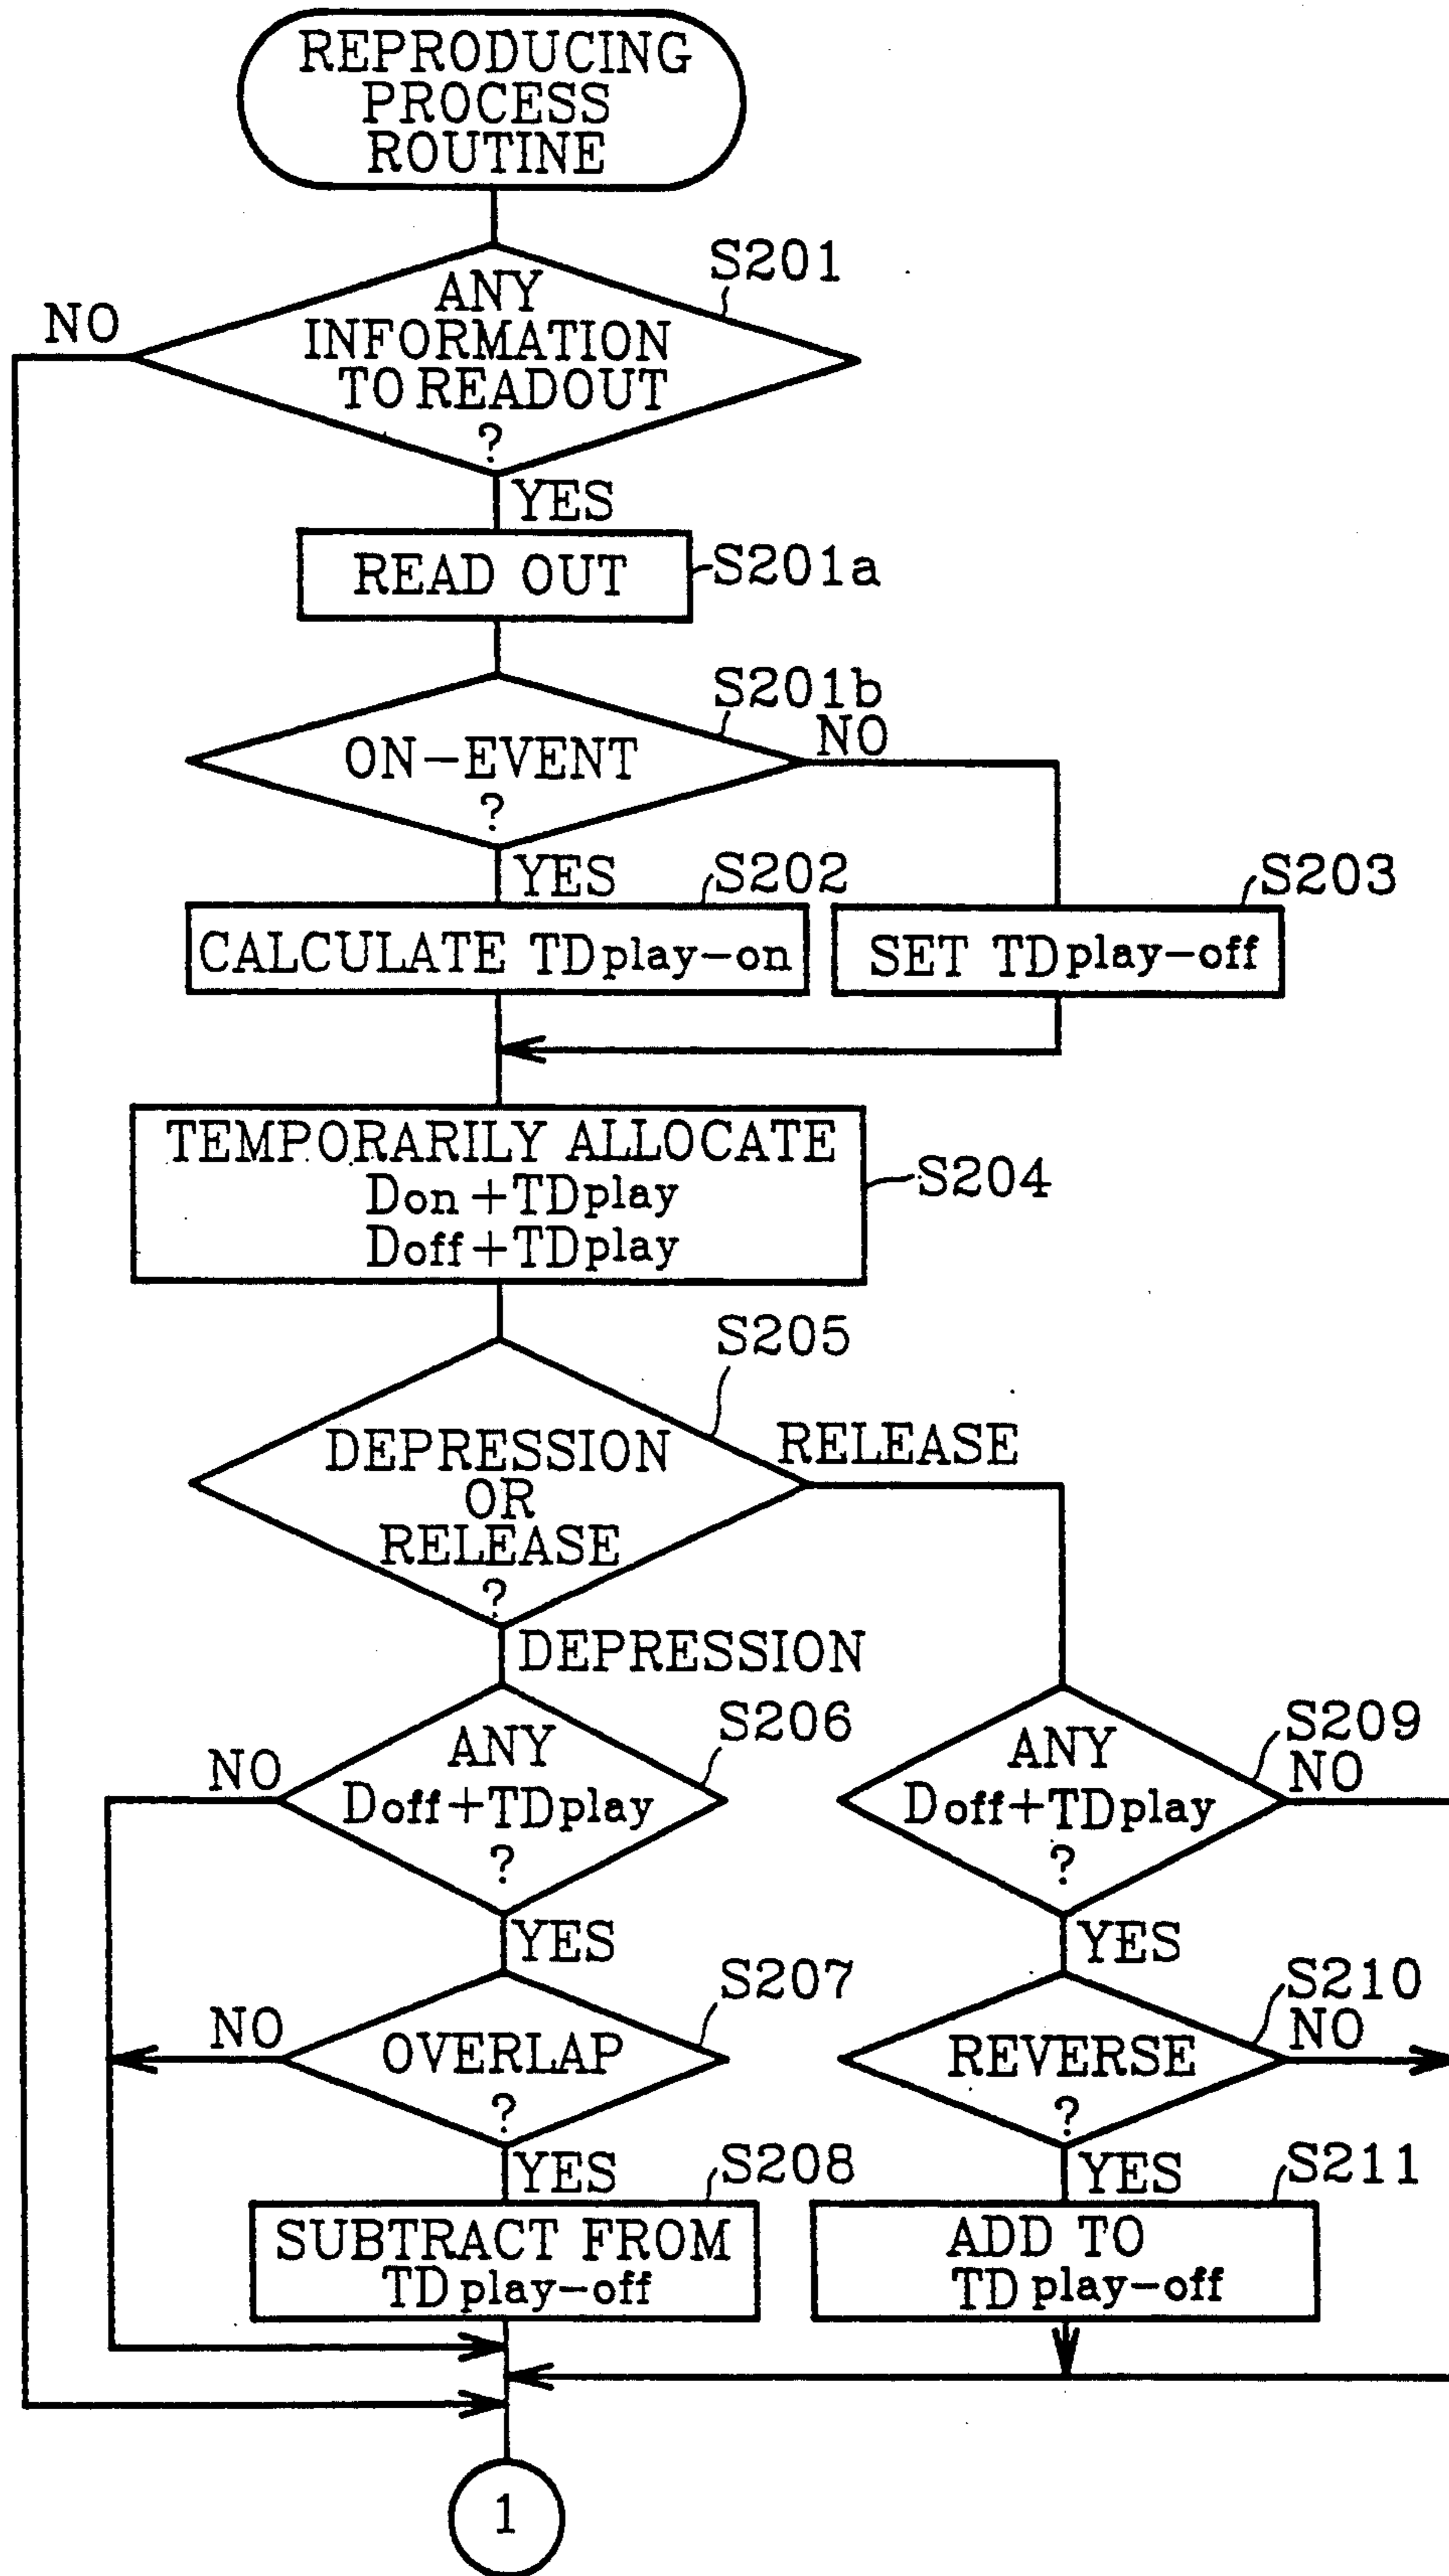 REPRODUCING
PROCESS
ROUTINE
S201
NO
ANY
INFORMATION
TO READOUT
?
YES
READ OUT
S201a
S201b
NO
ON-EVENT
?
YES
S202
S203
CALCULATE TDplay-on
SET TDplay-off
TEMPORARILY ALLOCATE
Don+TDplay
Doff+TDplay
S204
S205
DEPRESSION
OR
RELEASE
?
RELEASE
DEPRESSION
S206
NO
ANY
Doff+TDplay
?
S209
NO
ANY
Doff+TDplay
?
YES
YES
S207
NO
OVERLAP
?
S210
NO
REVERSE
?
YES
S208
YES
S211
SUBTRACT FROM
TDplay-off
ADD TO
TDplay-off
1